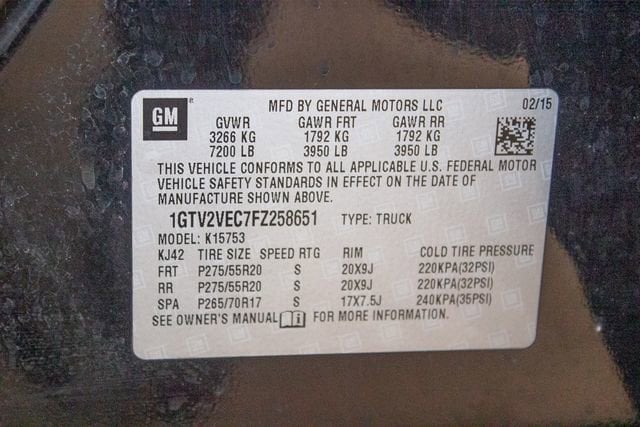 GM ® MFD BY GENERAL MOTORS LLC 02/15
GVWR GAWR FRT GAWR RR
3266 KG 1792 KG 1792 KG
7200 LB 3950 LB 3950 LB
THIS VEHICLE CONFORMS TO ALL APPLICABLE U.S. FEDERAL MOTOR
VEHICLE SAFETY STANDARDS IN EFFECT ON THE DATE OF
MANUFACTURE SHOWN ABOVE.
1GTV2VEC7FZ258651 TYPE: TRUCK
MODEL: K15753
KJ42 TIRE SIZE SPEED RTG RIM COLD TIRE PRESSURE
FRT P275/55R20 S 20X9J 220KPA(32PSI)
RR P275/55R20 S 20X9J 220KPA(32PSI)
SPA P265/70R17 S 17X7.5J 240KPA(35PSI)
SEE OWNER'S MANUAL FOR MORE INFORMATION.